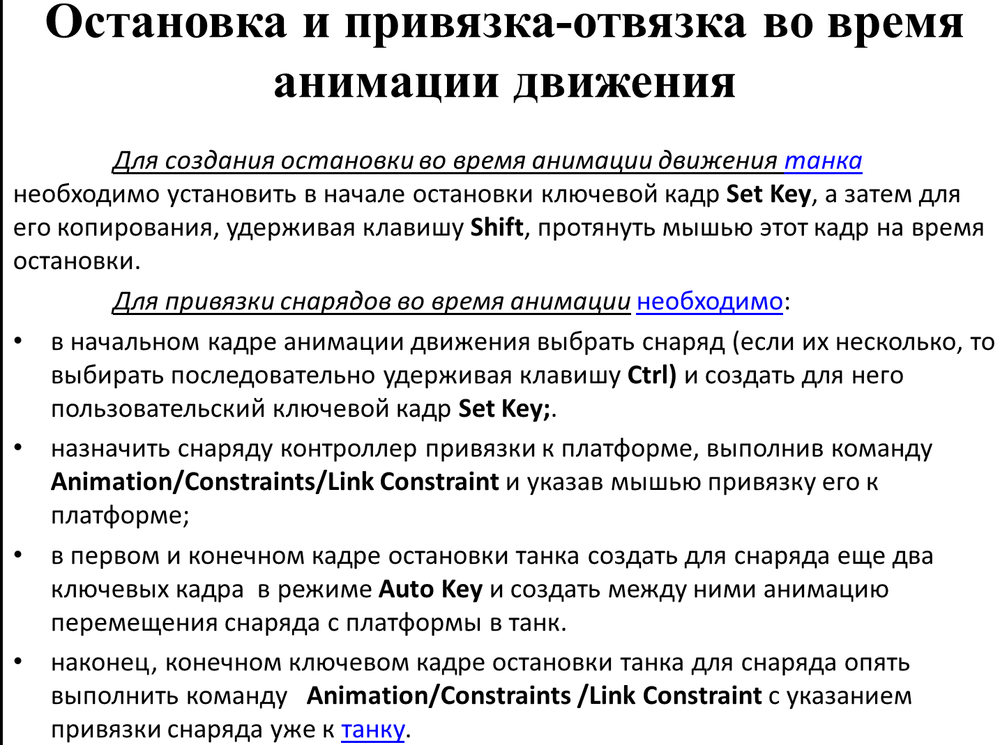 Остановка и привязка-отвязка во время
анимации движения
Для создания остановки во время анимации движения танка
необходимо установить в начале остановки ключевой кадр Set Key, а затем для
его копирования, удерживая клавишу Shift, протянуть мышью этот кадр на время
остановки.
Для привязки снарядов во время анимации необходимо:
• в начальном кадре анимации движения выбрать снаряд (если их несколько, то
выбирать последовательно удерживая клавишу Ctrl) и создать для него
пользовательский ключевой кадр Set Key;.
• назначить снаряду контроллер привязки к платформе, выполнив команду
Animation/Constraints/Link Constraint и указав мышью привязку его к
платформе;
• в первом и конечном кадре остановки танка создать для снаряда еще два
ключевых кадра  в режиме Auto Key и создать между ними анимацию
перемещения снаряда с платформы в танк.
• наконец, конечном ключевом кадре остановки танка для снаряда опять
выполнить команду   Animation/Constraints /Link Constraint с указанием
привязки снаряда уже к танку.